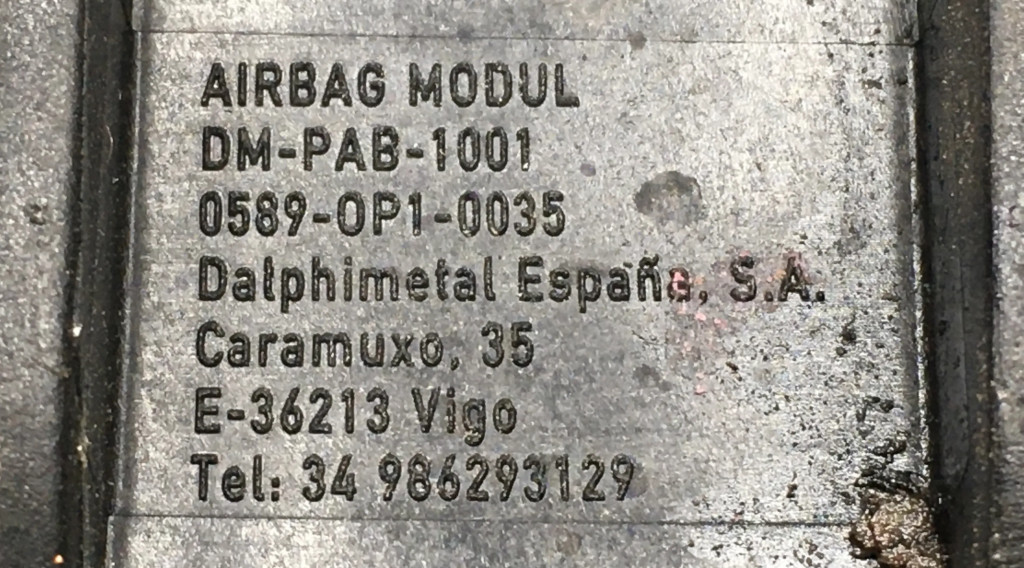 AIRBAG MODUL
DM-PAB-1001
0589-OP1-0035
Dalphimetal España, S.A.
Caramuxo, 35
E-36213 Vigo
Tel: 34 986293129